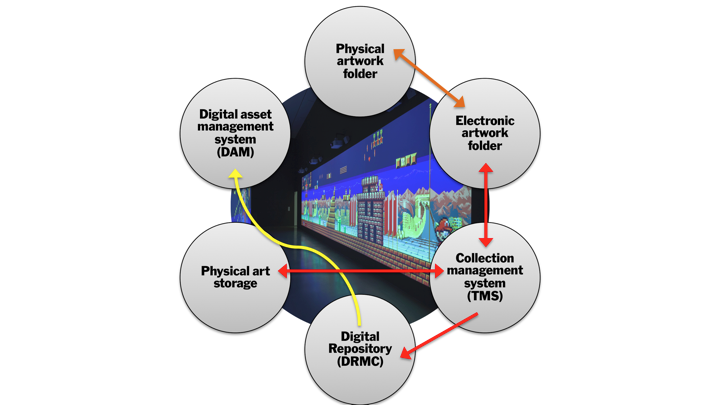 Physical
artwork
folder
Digital asset
management
system
(DAM)
Electronic
artwork
folder
Physical art
storage
Collection
management
system
(TMS)
Digital
Repository
(DRMC)